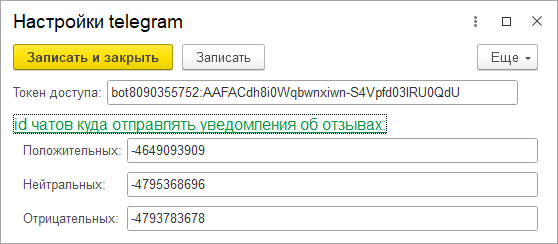 Настройки telegram
Записать и закрыть Записать Еще
Токен доступа: bot8090355752:AAFACdh8i0Wqbwnxiwn-S4Vpfd03lRU0QdU
id чатов куда отправлять уведомления об отзывах:
Положительных: -4649093909
Нейтральных: -4795368696
Отрицательных: -4793783678